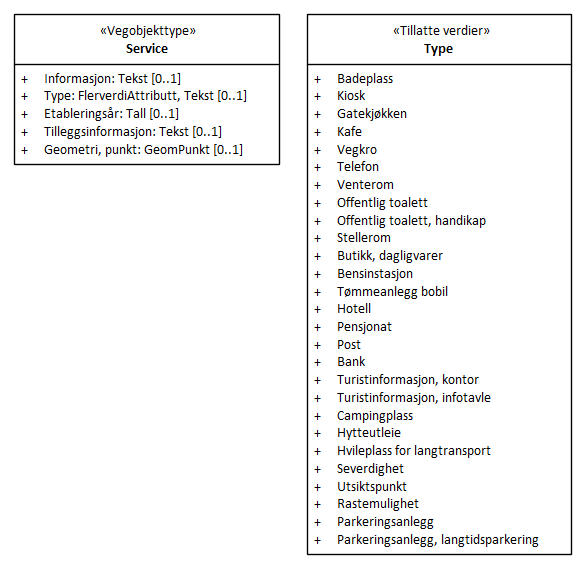 «Vegobjekttype»
Service
+ Informasjon: Tekst [0..1]
+ Type: FlerverdiAttributt, Tekst [0..1]
+ Etableringsår: Tall [0..1]
+ Tilleggsinformasjon: Tekst [0..1]
+ Geometri, punkt: GeomPunkt [0..1]
«Tillatte verdier»
Type
+ Badeplass
+ Kiosk
+ Gatekjøkken
+ Kafe
+ Vegkro
+ Telefon
+ Venterom
+ Offentlig toalett
+ Offentlig toalett, handikap
+ Stellerom
+ Butikk, dagligvarer
+ Bensinstasjon
+ Tømmeanlegg bobil
+ Hotell
+ Pensjonat
+ Post
+ Bank
+ Turistinformasjon, kontor
+ Turistinformasjon, infotavle
+ Campingplass
+ Hytteutleie
+ Hvileplass for langtransport
+ Severdighet
+ Utsiktspunkt
+ Rastemulighet
+ Parkeringsanlegg
+ Parkeringsanlegg, langtidsparkering